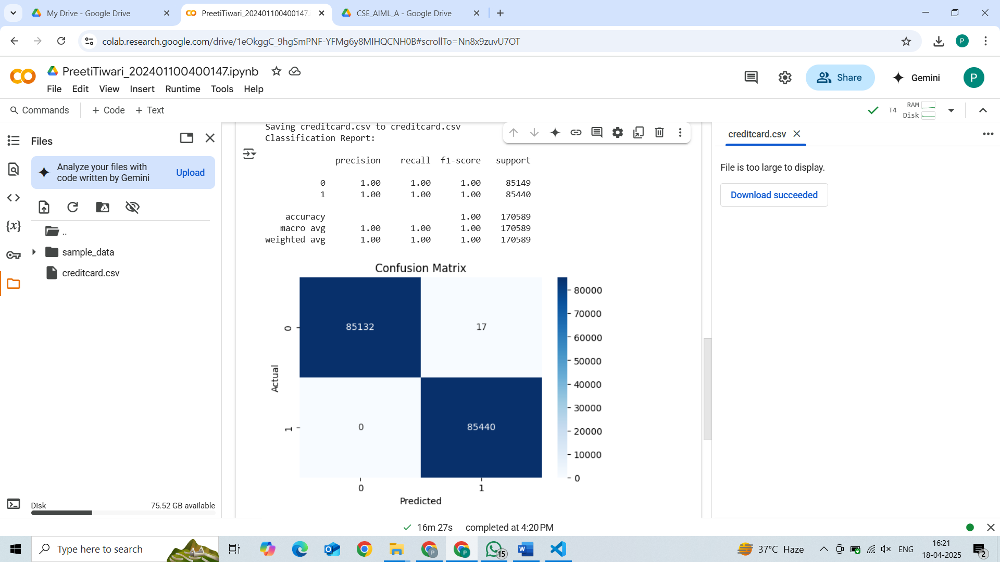 My Drive - Google Drive
PreetiTiwari_202401100400147.
CSE_AIML_A - Google Drive
colab.research.google.com/drive/1eOkggC_9hgSmPNF-YFMg6y8MIHQCNH0B#scrollTo=Nn8x9zuvU7OT
P
PreetiTiwari_202401100400147.ipynb
File Edit View Insert Runtime Tools Help
Share
Gemini
P
Commands
+ Code + Text
T4
RAM
Disk
Files
Analyze your files with
code written by Gemini
Upload
{x}
..
sample_data
creditcard.csv
Disk
75.52 GB available
Saving creditcard.csv to creditcard.csv
Classification Report:
precision recall f1-score support
0 1.00 1.00 1.00 85149
1 1.00 1.00 1.00 85440
accuracy 1.00 170589
macro avg 1.00 1.00 1.00 170589
weighted avg 1.00 1.00 1.00 170589
Confusion Matrix
85132
17
0
85440
Actual
0
1
0
1
Predicted
80000
70000
60000
50000
40000
30000
20000
10000
0
creditcard.csv
File is too large to display.
Download succeeded
16m 27s completed at 4:20 PM
Type here to search
P
P
15
37°C Haze
ENG
16:21
18-04-2025
2